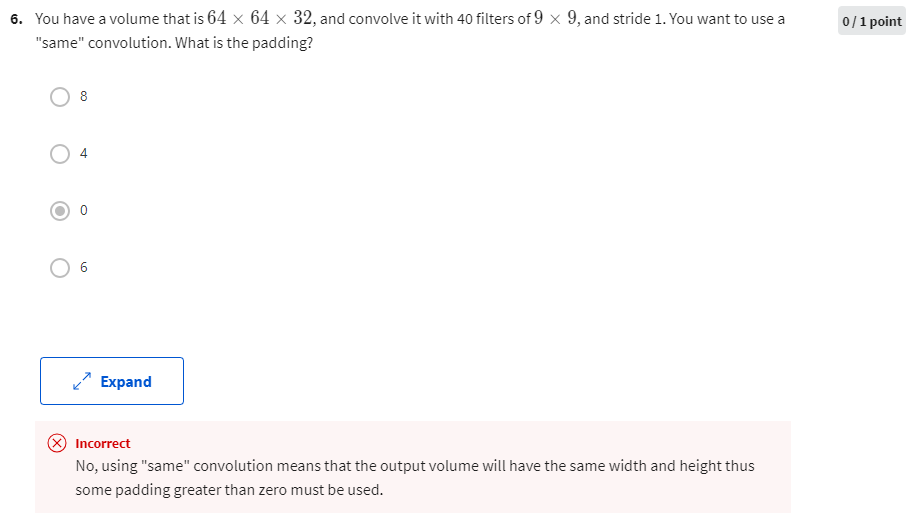 6. You have a volume that is 64 × 64 × 32, and convolve it with 40 filters of 9 × 9, and stride 1. You want to use a
"same" convolution. What is the padding?
0 / 1 point
8
4
0
6
Expand
Incorrect
No, using "same" convolution means that the output volume will have the same width and height thus
some padding greater than zero must be used.